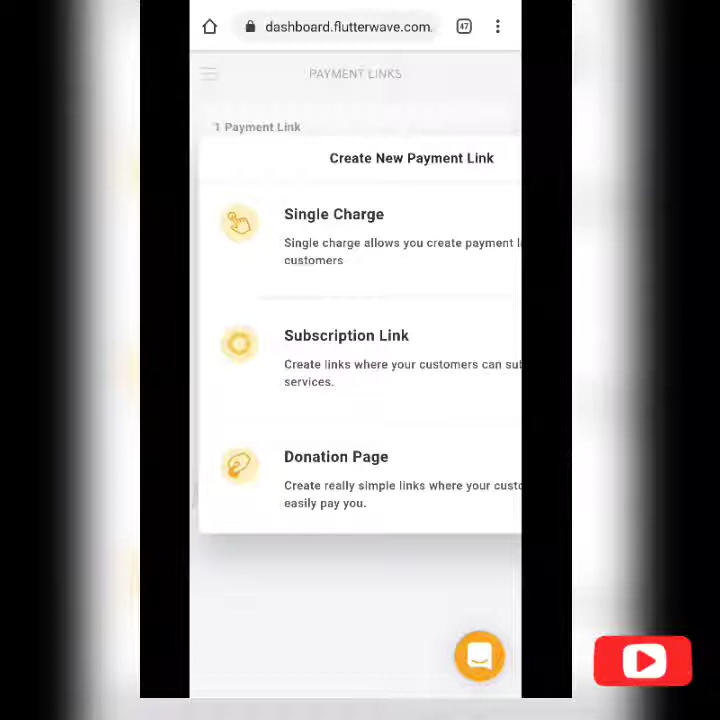 dashboard.flutterwave.com.
47
PAYMENT LINKS
1 Payment Link
Create New Payment Link
Single Charge
Single charge allows you create payment
customers
Subscription Link
Create links where your customers can
services.
Donation Page
Create really simple links where your
easily pay you.